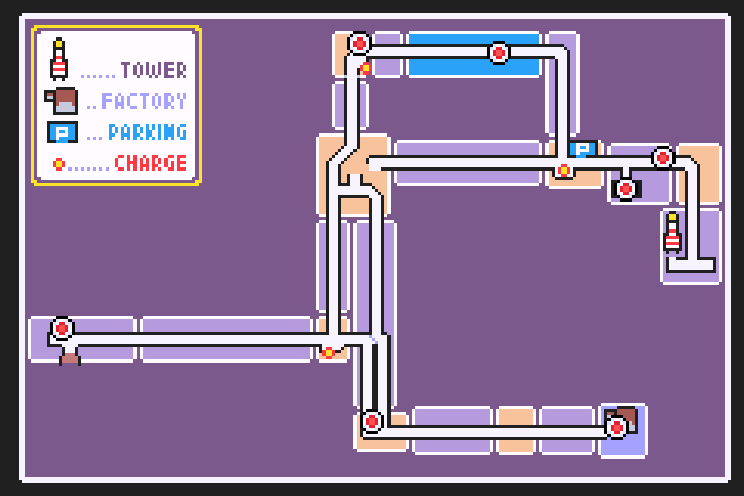 ......TOWER
..FACTORY
P ...PARKING
.......CHARGE
P